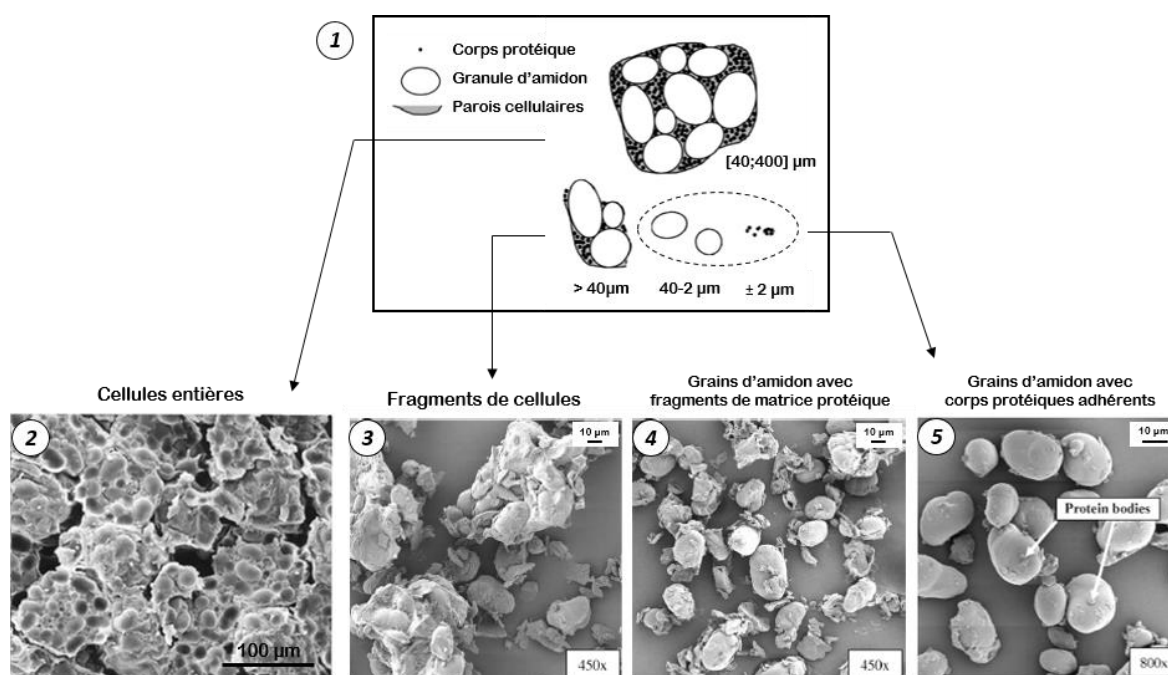 1
Corps protéique
Granule d'amidon
Parois cellulaires
[40;400] µm
> 40µm
40-2 µm
± 2 µm
Cellules entières
Fragments de cellules
Grains d'amidon avec
fragments de matrice protéique
Grains d'amidon avec
corps protéiques adhérents
2
100 µm
3
10 µm
450x
4
10 µm
450x
5
10 µm
Protein bodies
800x